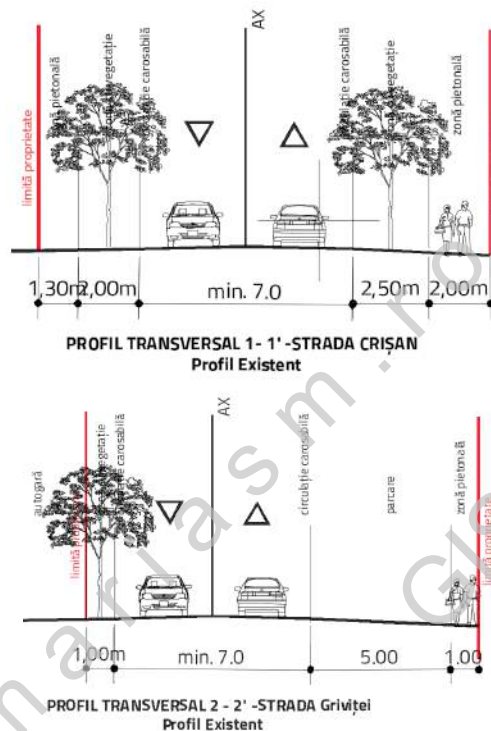 AX
limită proprietate
zonă pietonală
vegetație
circulație carosabilă
circulație carosabilă
vegetație
zonă pietonală
1,30m 2,00m min. 7.0 2,50m 2,00m
PROFIL TRANSVERSAL 1- 1' -STRADA CRIȘAN
Profil Existent
AX
autogară
limită proprietate
vegetație
carosabilă
circulație carosabilă
parcare
zonă pietonală
limită proprietate
1,00m min. 7.0 5.00 1.00
PROFIL TRANSVERSAL 2 - 2' -STRADA Griviței
Profil Existent